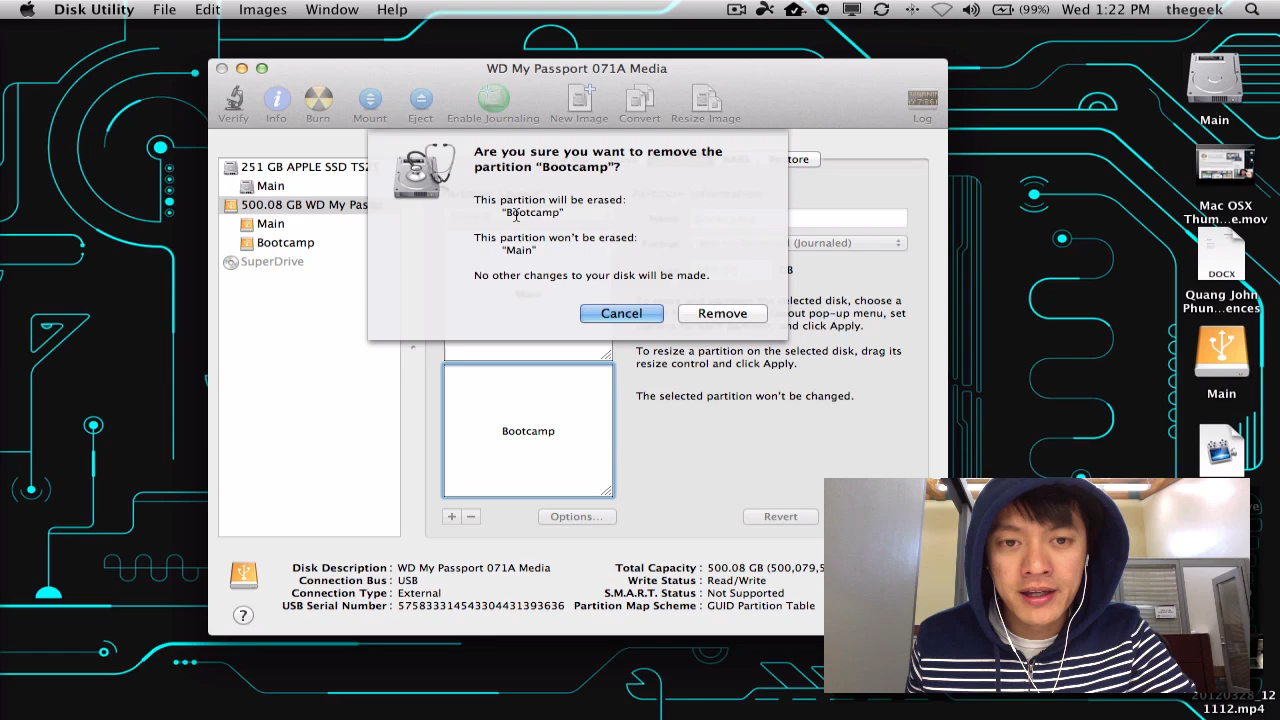 Disk Utility File Edit Images Window Help (99%) Wed 1:22 PM thegeek
WD My Passport 071A Media
Verify Info Burn Mount Eject Enable Journaling New Image Convert Resize Image Log
251 GB APPLE SSD TS2
Main
500.08 GB WD My Pas
Main
Bootcamp
SuperDrive
Are you sure you want to remove the
partition “Bootcamp”?
This partition will be erased:
“Bootcamp”
This partition won’t be erased:
“Main”
No other changes to your disk will be made.
Cancel Remove
store
(Journaled)
elected disk, choose a
out pop-up menu, set
and click Apply.
To resize a partition on the selected disk, drag its
resize control and click Apply.
The selected partition won’t be changed.
Bootcamp
+ − Options... Revert
Disk Description : WD My Passport 071A Media
Connection Bus : USB
Connection Type : External
USB Serial Number : 575833314543304431393636
Total Capacity : 500.08 GB (500,079,5
Write Status : Read/Write
S.M.A.R.T. Status : Not Supported
Partition Map Scheme : GUID Partition Table
?
Main
Mac OSX
Thum...e.mov
DOCX
Quang John
Phun...ences
Main
20120328_12
1112.mp4